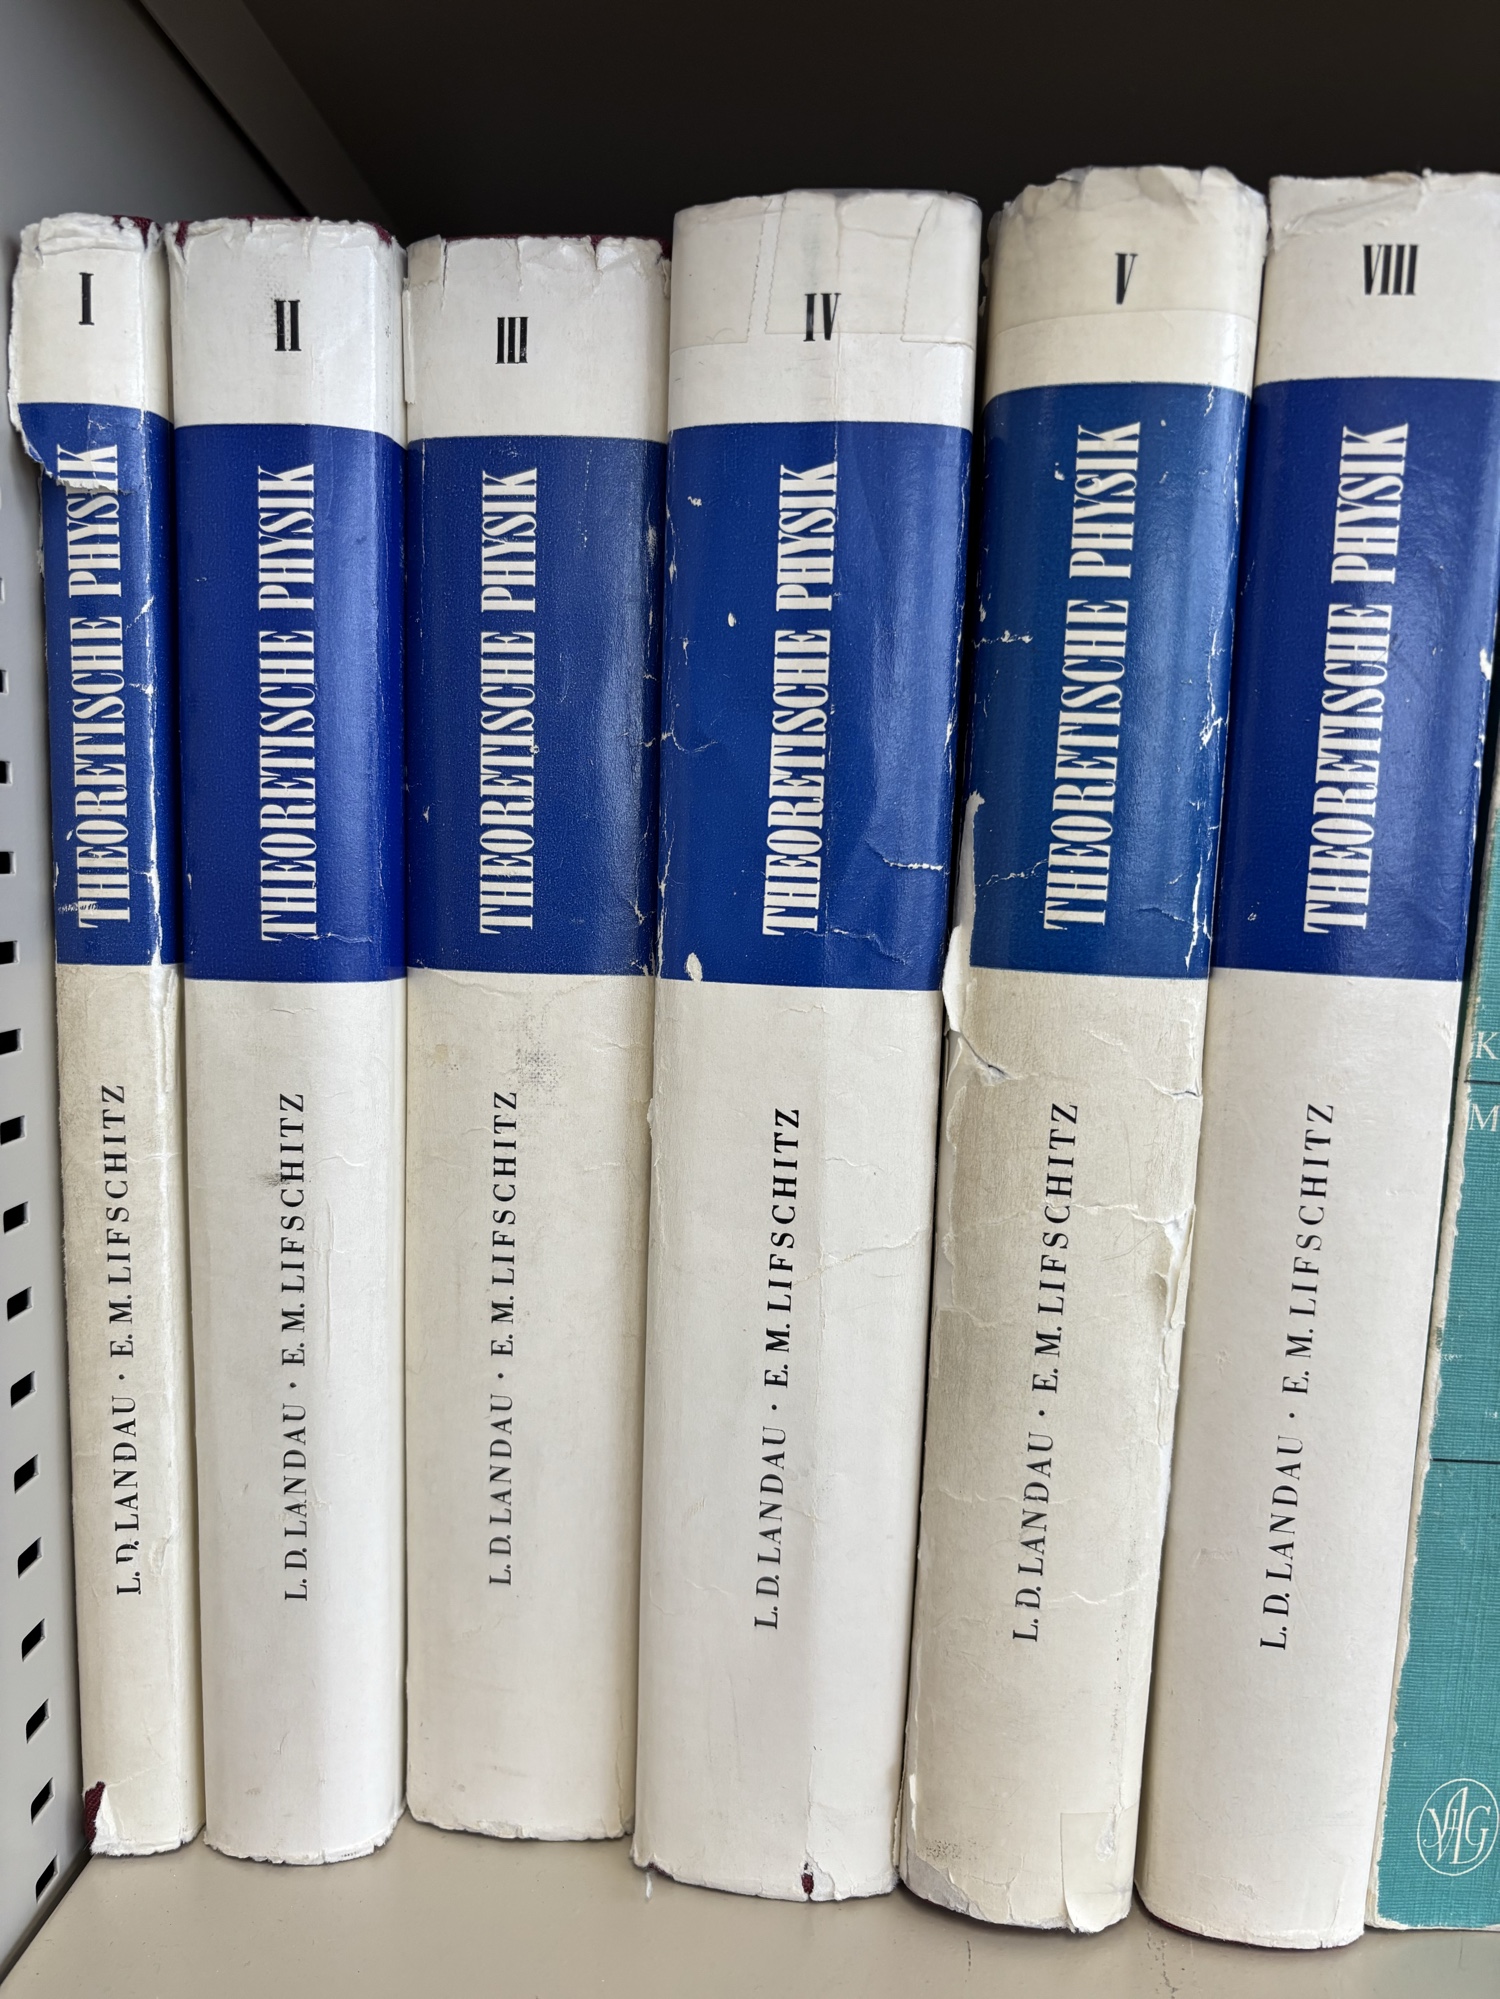 I
THEORETISCHE PHYSIK
L. D. LANDAU · E. M. LIFSCHITZ
II
THEORETISCHE PHYSIK
L. D. LANDAU · E. M. LIFSCHITZ
III
THEORETISCHE PHYSIK
L. D. LANDAU · E. M. LIFSCHITZ
IV
THEORETISCHE PHYSIK
L. D. LANDAU · E. M. LIFSCHITZ
V
THEORETISCHE PHYSIK
L. D. LANDAU · E. M. LIFSCHITZ
VIII
THEORETISCHE PHYSIK
L. D. LANDAU · E. M. LIFSCHITZ
K
M